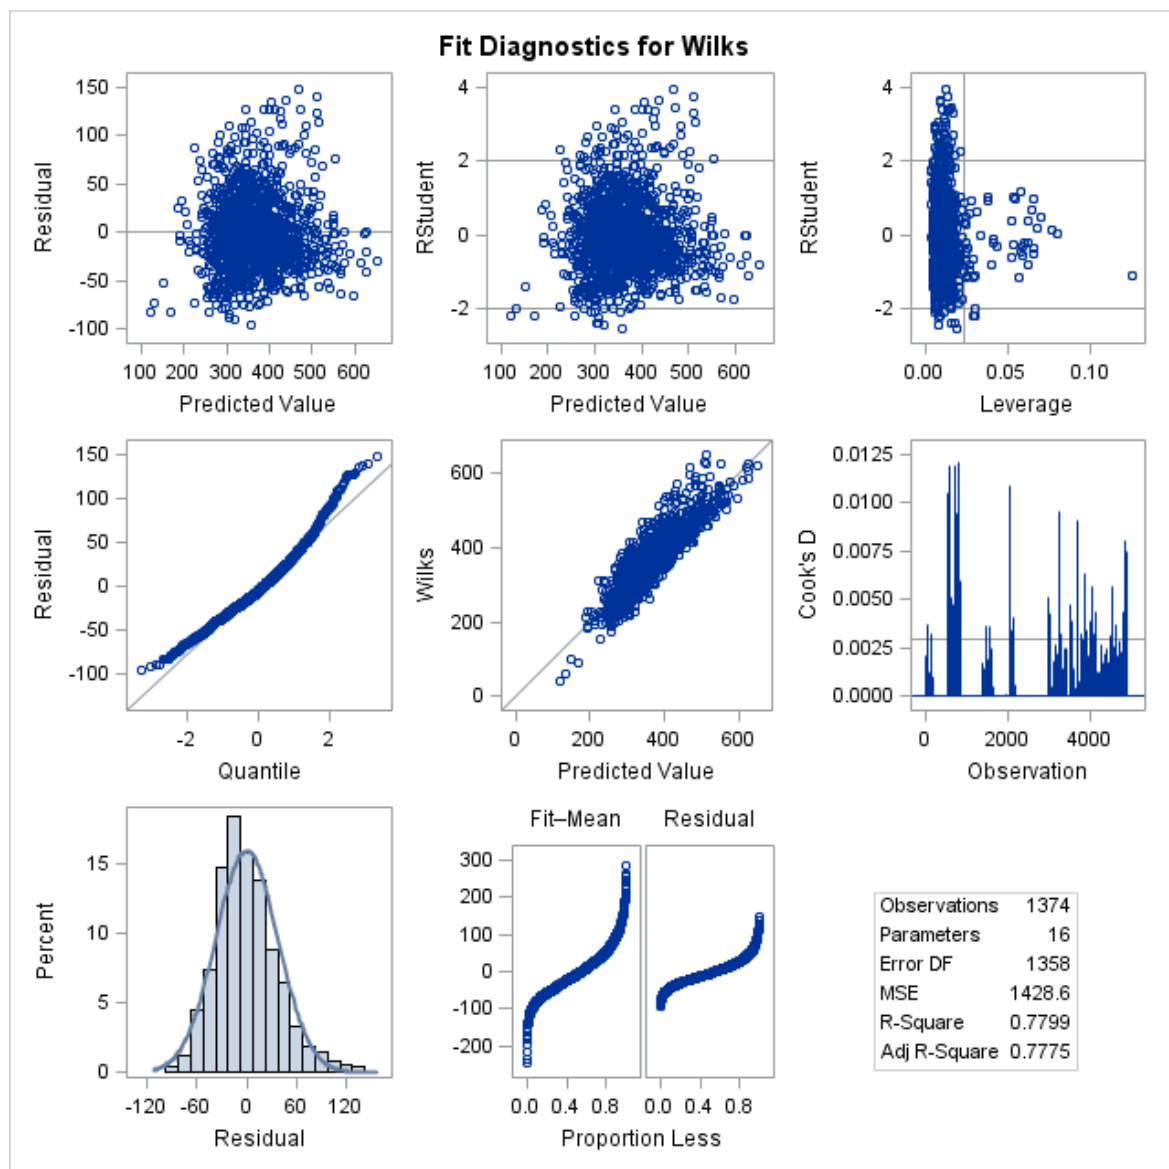 Fit Diagnostics for Wilks
150
100
50
0
-50
-100
Residual
100 200 300 400 500 600
Predicted Value
4
2
0
-2
RStudent
100 200 300 400 500 600
Predicted Value
4
2
0
-2
RStudent
0.00 0.05 0.10
Leverage
150
100
50
0
-50
-100
Residual
-2 0 2
Quantile
600
400
200
0
Wilks
0 200 400 600
Predicted Value
0.0125
0.0100
0.0075
0.0050
0.0025
0.0000
Cook's D
0 2000 4000
Observation
15
10
5
0
Percent
-120 -60 0 60 120
Residual
Fit–Mean Residual
300
200
100
0
-100
-200
0.0 0.4 0.8 0.0 0.4 0.8
Proportion Less
Observations 1374
Parameters 16
Error DF 1358
MSE 1428.6
R-Square 0.7799
Adj R-Square 0.7775